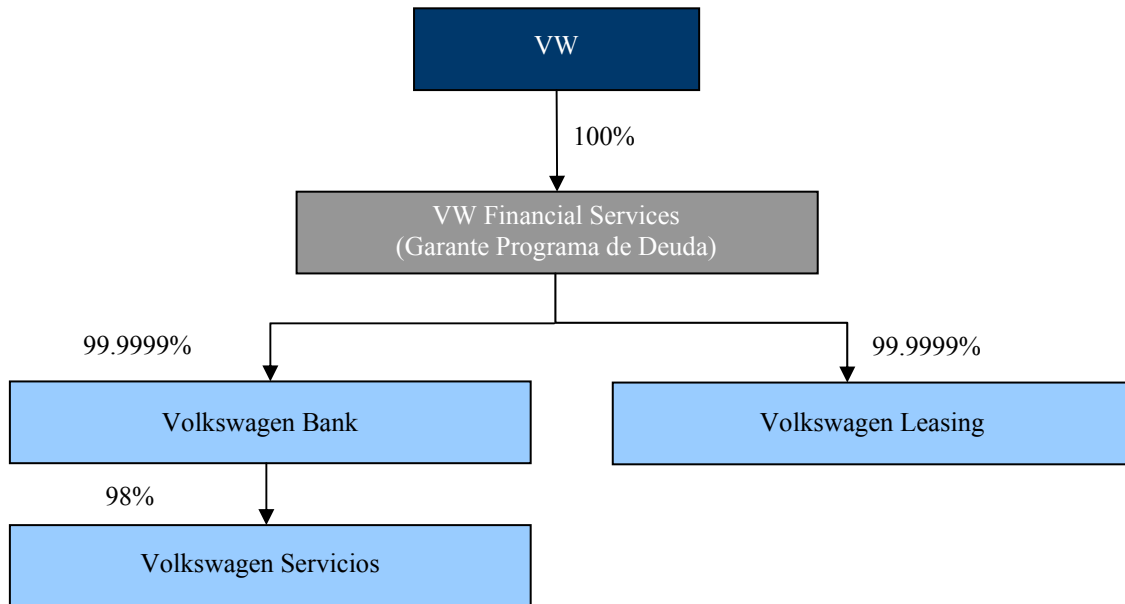 VW
100%
VW Financial Services
(Garante Programa de Deuda)
99.9999%
99.9999%
Volkswagen Bank
Volkswagen Leasing
98%
Volkswagen Servicios